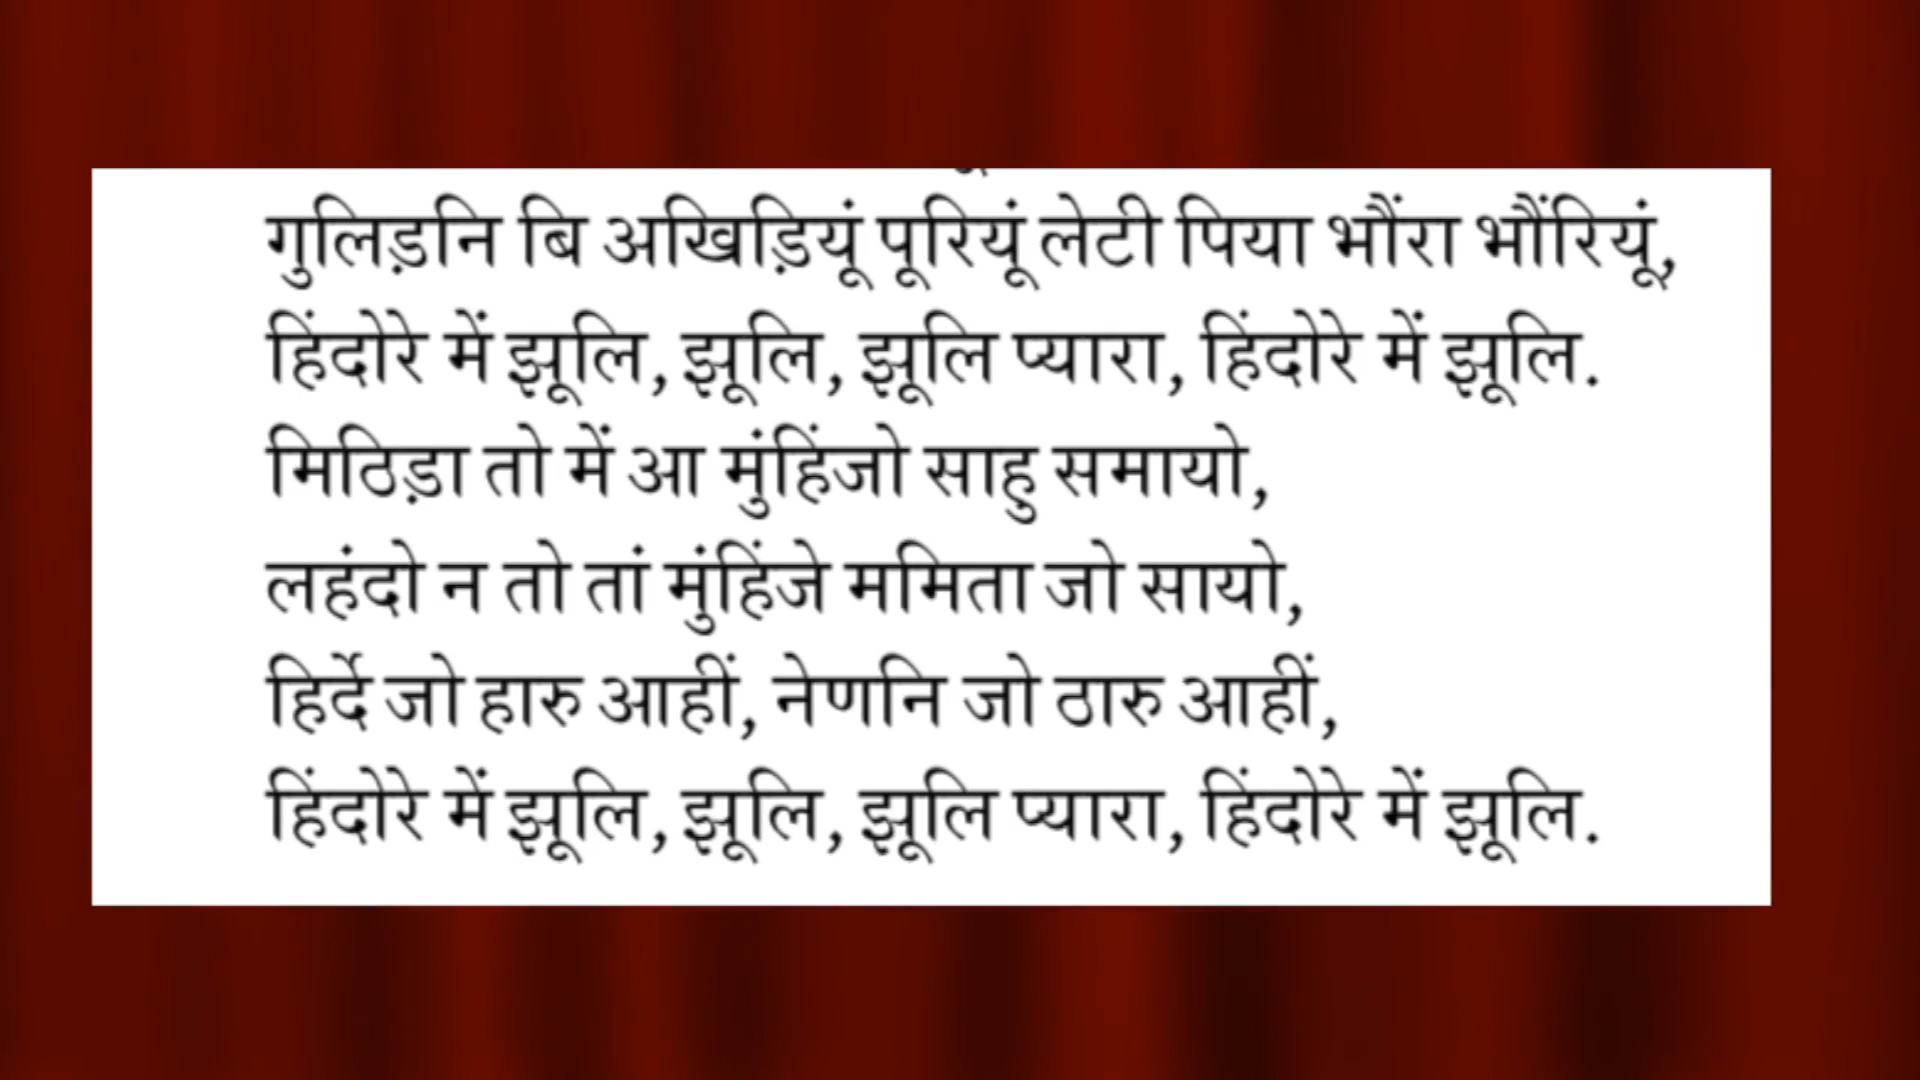 गुलिड़नि बि अखिड़ियूं पूरियूं लेटी पिया भौंरा भौंरियूं,
हिंदोरे में झूलि, झूलि, झूलि प्यारा, हिंदोरे में झूलि.
मिठिड़ा तो में आ मुंहिंजो साहु समायो,
लहंदो न तो तां मुंहिंजे ममिता जो सायो,
हिर्दे जो हारु आहीं, नेणनि जो ठारु आहीं,
हिंदोरे में झूलि, झूलि, झूलि प्यारा, हिंदोरे में झूलि.